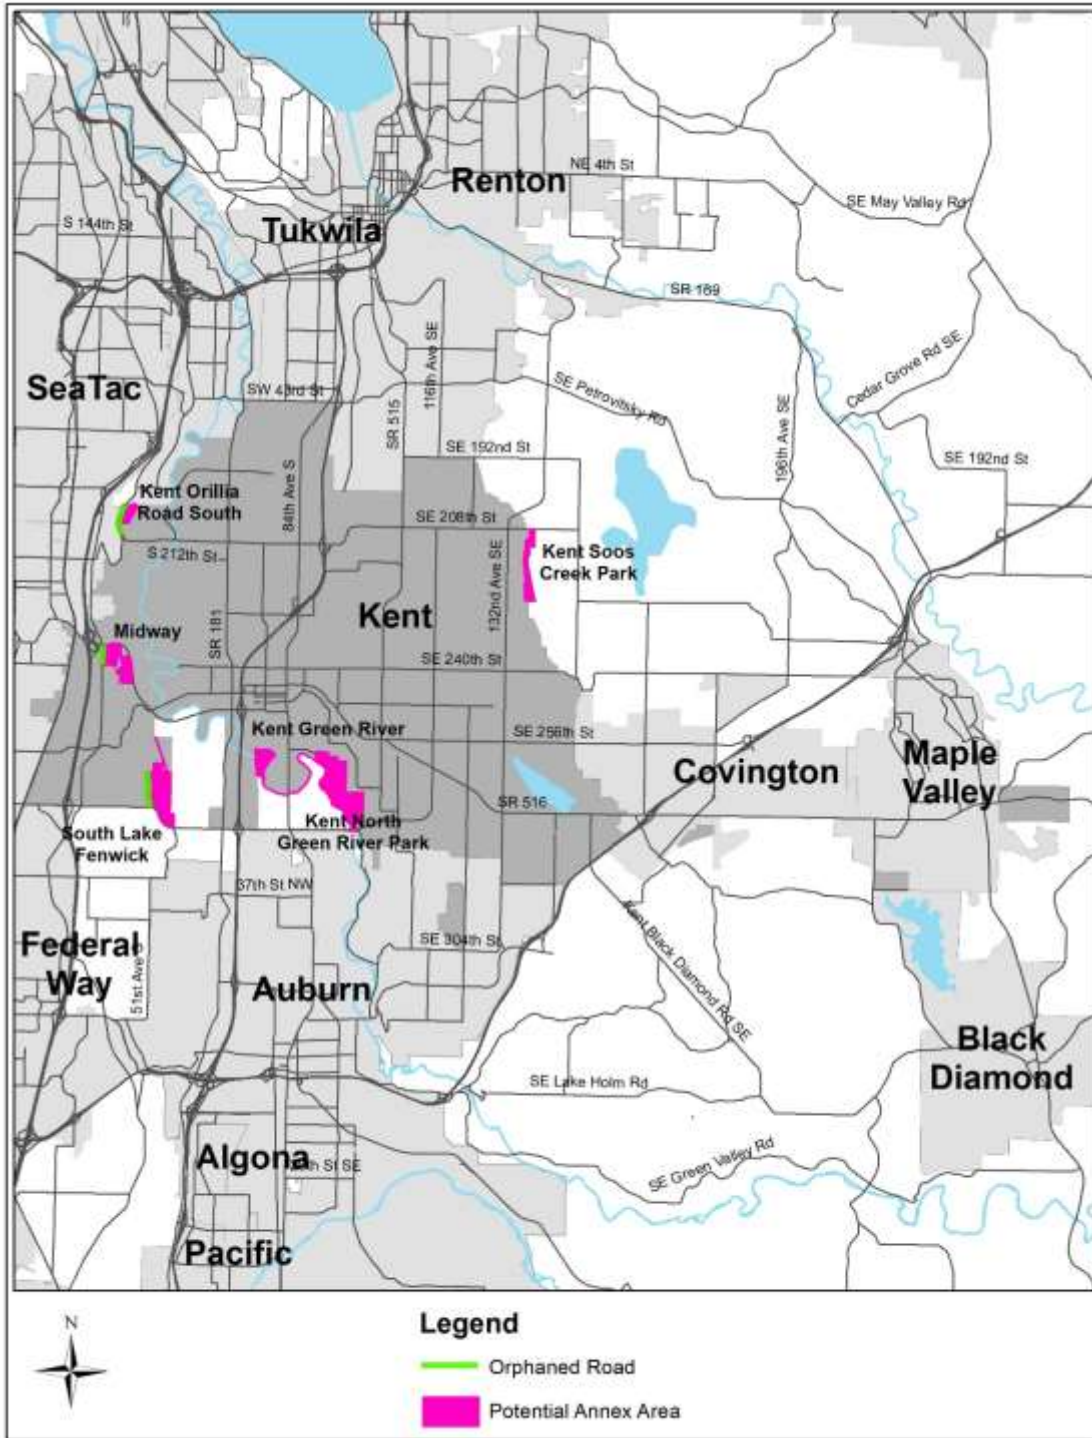 Renton
NE 4th St
SE May Valley Rd
S 144th St
Tukwila
SR 169
116th Ave SE
SeaTac
SW 43rd St
SE Petrovitsky Rd
Cedar Grove Rd SE
SR 515
196th Ave SE
SE 192nd St
SE 192nd St
Kent Orillia
Road South
84th Ave S
SE 208th St
S 212th St
132nd Ave SE
Kent Soos
Creek Park
Kent
Midway
SR 181
SE 240th St
Kent Green River
SE 256th St
Covington
Maple
Valley
SR 516
South Lake
Fenwick
Kent North
Green River Park
37th St NW
Federal
Way
51st Ave S
SE 304th St
Kent Black Diamond Rd SE
Auburn
Black
Diamond
SE Lake Holm Rd
Algona
th St SE
SE Green Valley Rd
Pacific
N
Legend
Orphaned Road
Potential Annex Area